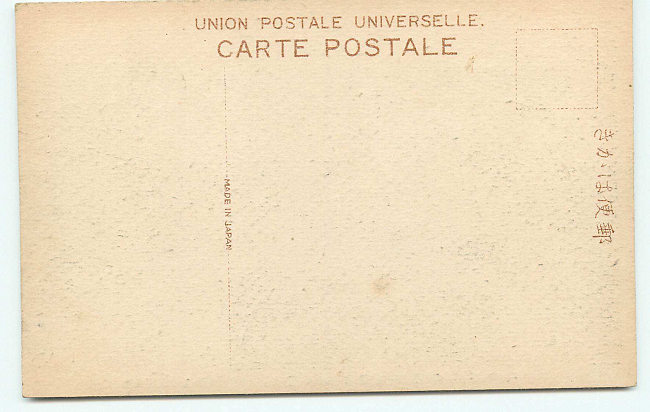 UNION POSTALE UNIVERSELLE.
CARTE POSTALE
MADE IN JAPAN
郵便はがき